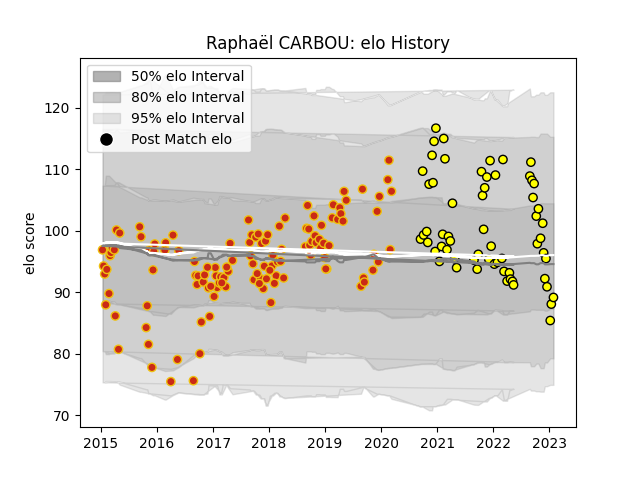 Raphaël CARBOU: elo History
50% elo Interval
80% elo Interval
95% elo Interval
Post Match elo
elo score
120
110
100
90
80
70
2015 2016 2017 2018 2019 2020 2021 2022 2023